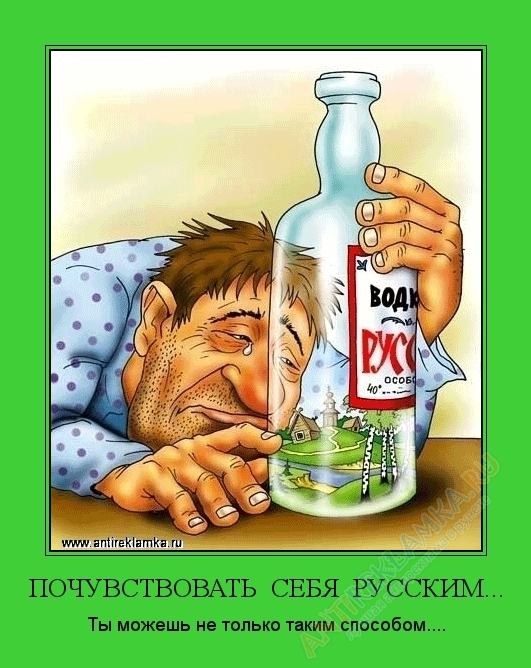 ВОДК
РУСС
ОСОБ
40°
www.antireklamka.ru
ANTIREKLAMKA.RU
ПОЧУВСТВОВАТЬ СЕБЯ РУССКИМ...
Ты можешь не только таким способом....